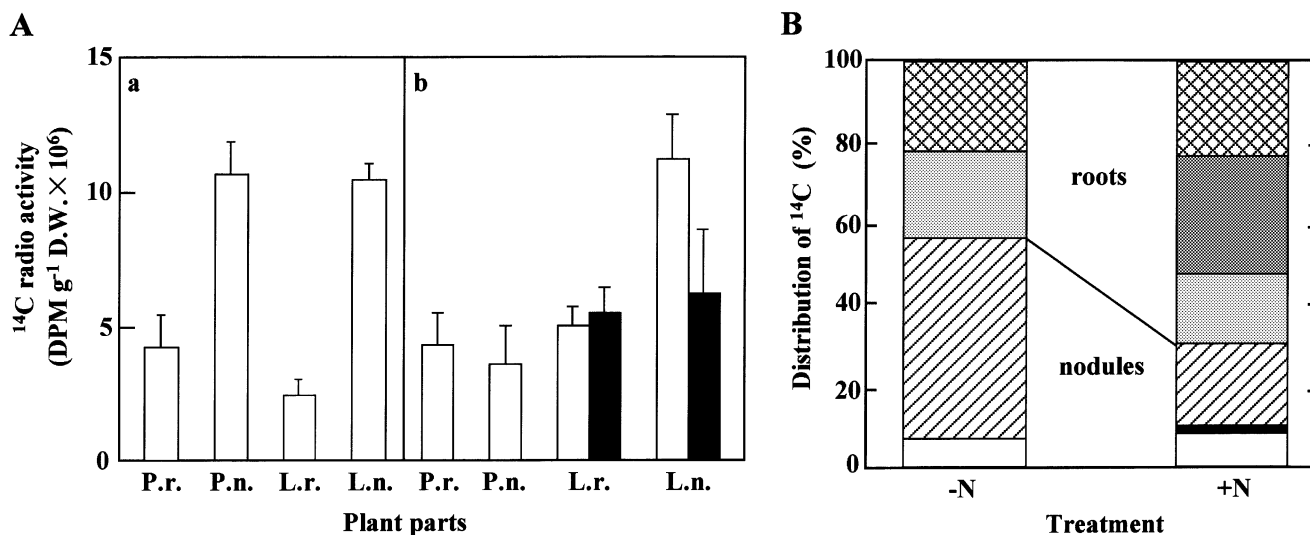 A
B
15
10
5
0
a
b
¹⁴C radio activity
(DPM g⁻¹ D.W.×10⁶)
P.r.
P.n.
L.r.
L.n.
P.r.
P.n.
L.r.
L.n.
Plant parts
100
80
60
40
20
0
Distribution of ¹⁴C (%)
roots
nodules
-N
+N
Treatment